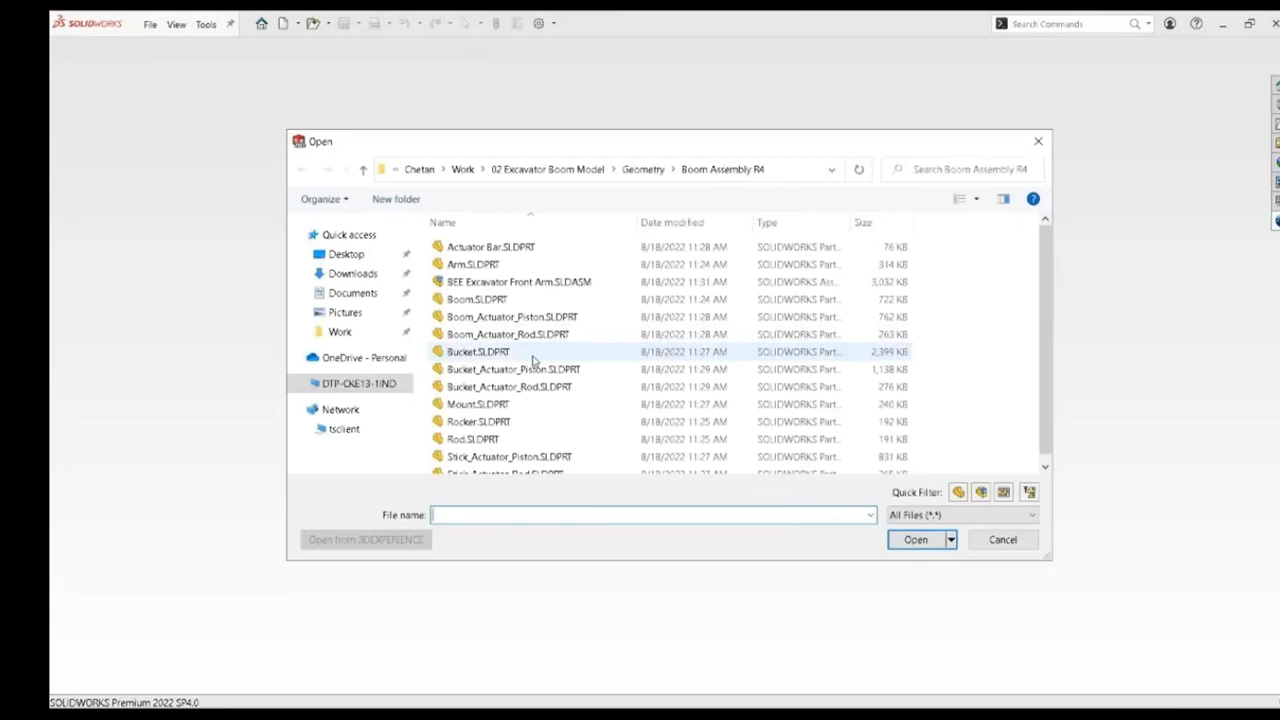 SOLIDWORKS File View Tools Search Commands
Open
« Chetan > Work > 02 Excavator Boom Model > Geometry > Boom Assembly R4 Search Boom Assembly R4
Organize New folder
Name Date modified Type Size
Quick access
Desktop
Downloads
Documents
Pictures
Work
OneDrive - Personal
DTP-CKE13-1IND
Network
tsclient
Actuator Bar.SLDPRT 8/18/2022 11:28 AM SOLIDWORKS Part... 76 KB
Arm.SLDPRT 8/18/2022 11:24 AM SOLIDWORKS Part... 314 KB
BEE Excavator Front Arm.SLDASM 8/18/2022 11:31 AM SOLIDWORKS Ass... 3,032 KB
Boom.SLDPRT 8/18/2022 11:24 AM SOLIDWORKS Part... 722 KB
Boom_Actuator_Piston.SLDPRT 8/18/2022 11:28 AM SOLIDWORKS Part... 762 KB
Boom_Actuator_Rod.SLDPRT 8/18/2022 11:28 AM SOLIDWORKS Part... 263 KB
Bucket.SLDPRT 8/18/2022 11:27 AM SOLIDWORKS Part... 2,399 KB
Bucket_Actuator_Piston.SLDPRT 8/18/2022 11:29 AM SOLIDWORKS Part... 1,138 KB
Bucket_Actuator_Rod.SLDPRT 8/18/2022 11:29 AM SOLIDWORKS Part... 276 KB
Mount.SLDPRT 8/18/2022 11:27 AM SOLIDWORKS Part... 240 KB
Rocker.SLDPRT 8/18/2022 11:25 AM SOLIDWORKS Part... 192 KB
Rod.SLDPRT 8/18/2022 11:25 AM SOLIDWORKS Part... 191 KB
Stick_Actuator_Piston.SLDPRT 8/18/2022 11:27 AM SOLIDWORKS Part... 831 KB
Quick Filter:
File name: All Files (*.*)
Open from 3DEXPERIENCE Open Cancel
SOLIDWORKS Premium 2022 SP4.0